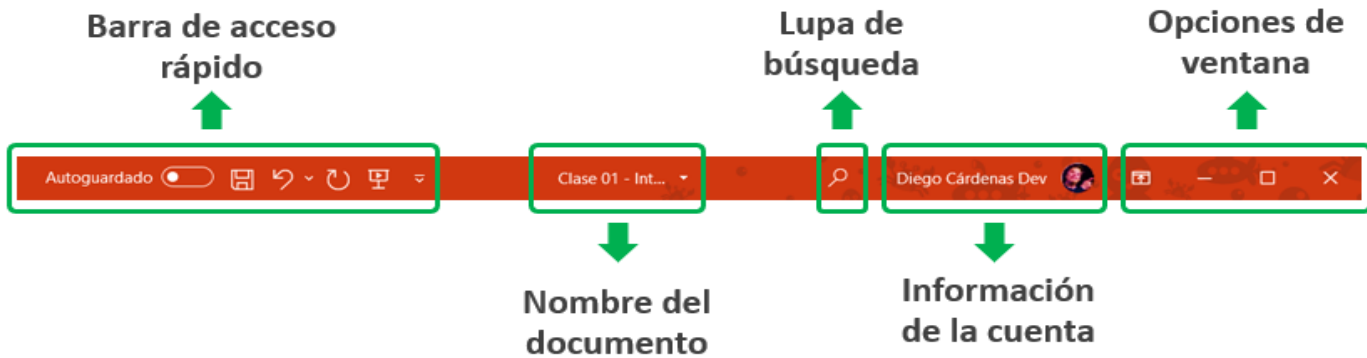 Barra de acceso
rápido
Lupa de
búsqueda
Opciones de
ventana
Autoguardado
Clase 01 - Int...
Diego Cárdenas Dev
Nombre del
documento
Información
de la cuenta